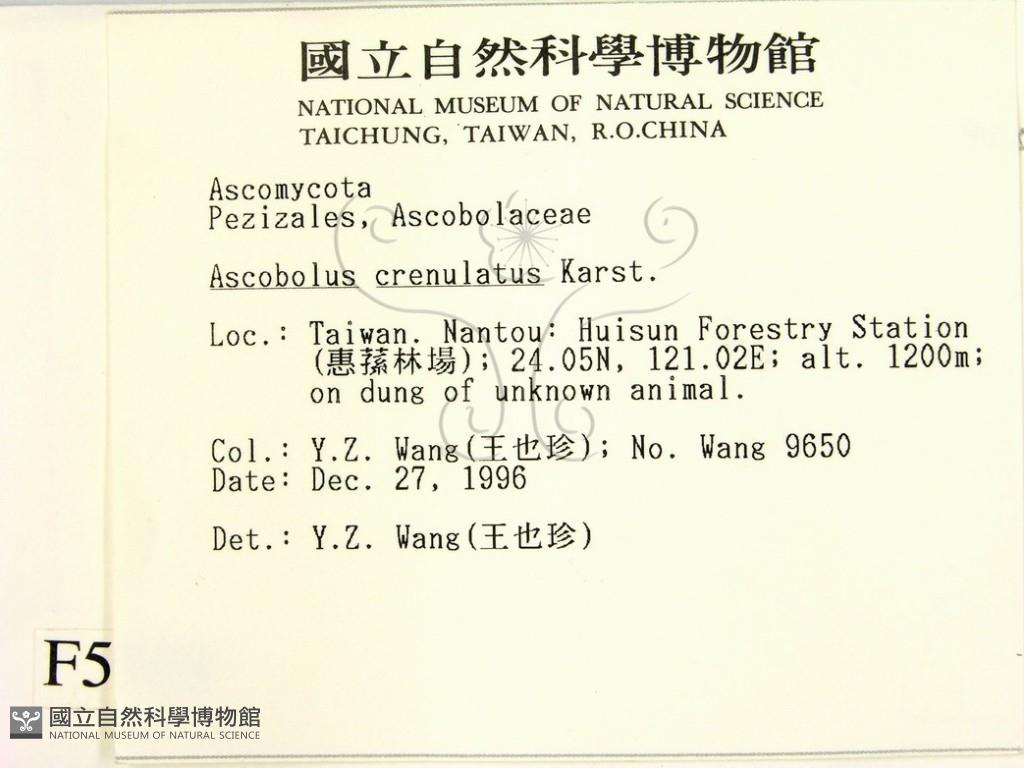 國立自然科學博物館
NATIONAL MUSEUM OF NATURAL SCIENCE
TAICHUNG, TAIWAN, R.O.CHINA
Ascomycota
Pezizales, Ascobolaceae
Ascobolus crenulatus Karst.
Loc.: Taiwan. Nantou: Huisun Forestry Station
(惠蓀林場); 24.05N, 121.02E; alt. 1200m;
on dung of unknown animal.
Col.: Y.Z. Wang(王也珍); No. Wang 9650
Date: Dec. 27, 1996
Det.: Y.Z. Wang(王也珍)
F5
國立自然科學博物館
NATIONAL MUSEUM OF NATURAL SCIENCE